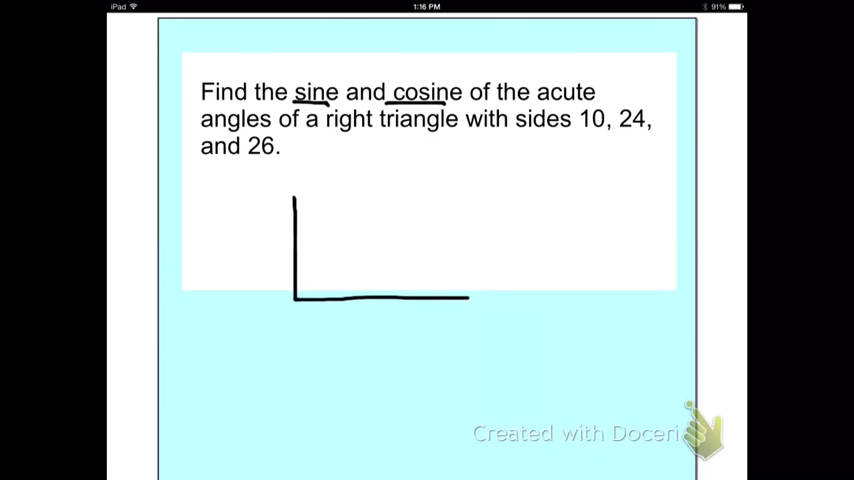 iPad 1:16 PM 91%
Find the sine and cosine of the acute
angles of a right triangle with sides 10, 24,
and 26.
Created with Doceri